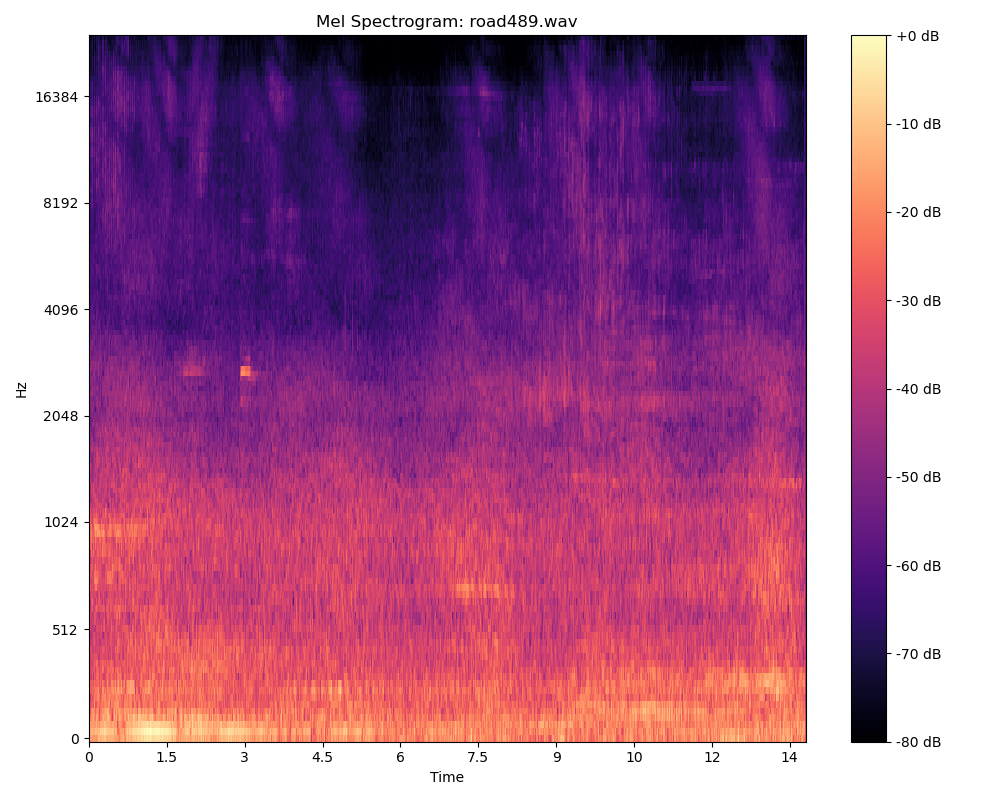 Mel Spectrogram: road489.wav
+0 dB
16384
-10 dB
8192
-20 dB
4096
-30 dB
Hz
-40 dB
2048
-50 dB
1024
-60 dB
512
-70 dB
0
-80 dB
0 1.5 3 4.5 6 7.5 9 10 12 14
Time